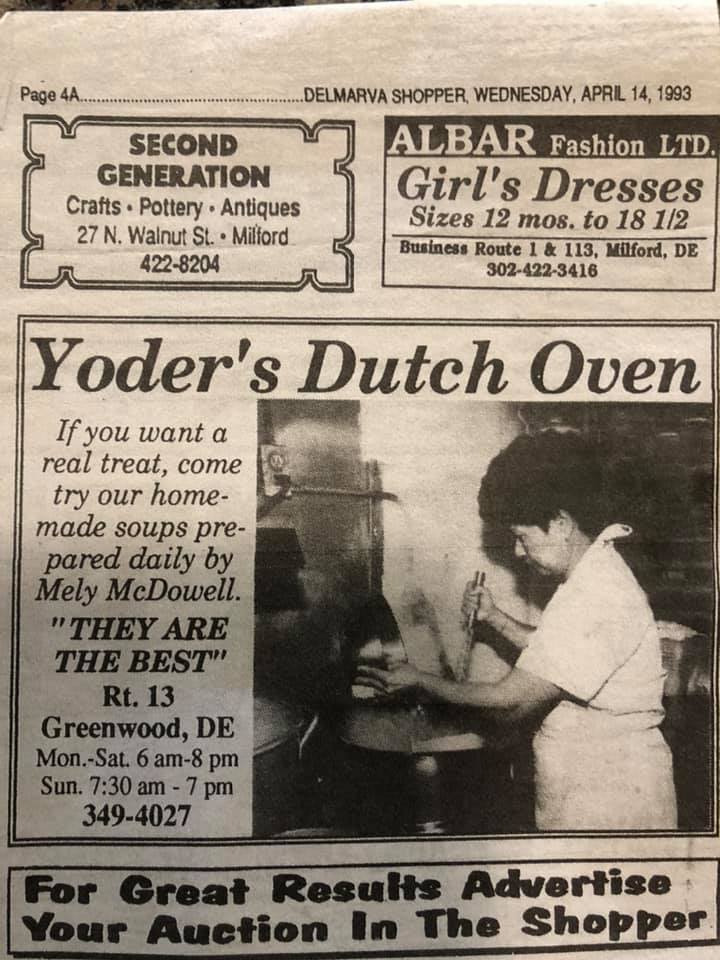 Page 4A..........................................DELMARVA SHOPPER, WEDNESDAY, APRIL 14, 1993
SECOND
GENERATION
Crafts • Pottery • Antiques
27 N. Walnut St. • Milford
422-8204
ALBAR Fashion LTD.
Girl's Dresses
Sizes 12 mos. to 18 1/2
Business Route 1 & 113, Milford, DE
302-422-3416
Yoder's Dutch Oven
If you want a
real treat, come
try our home-
made soups pre-
pared daily by
Mely McDowell.
"THEY ARE
THE BEST"
Rt. 13
Greenwood, DE
Mon.-Sat. 6 am-8 pm
Sun. 7:30 am - 7 pm
349-4027
For Great Results Advertise
Your Auction In The Shopper